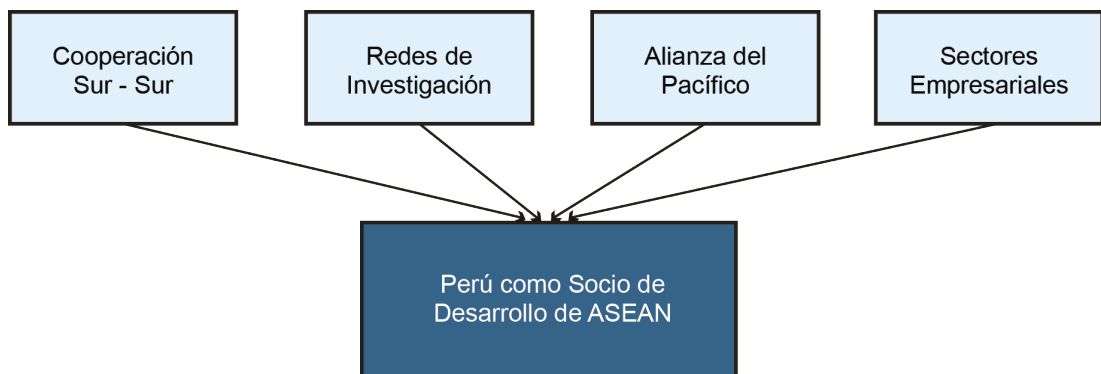 Cooperación
Sur - Sur
Redes de
Investigación
Alianza del
Pacífico
Sectores
Empresariales
Perú como Socio de
Desarrollo de ASEAN